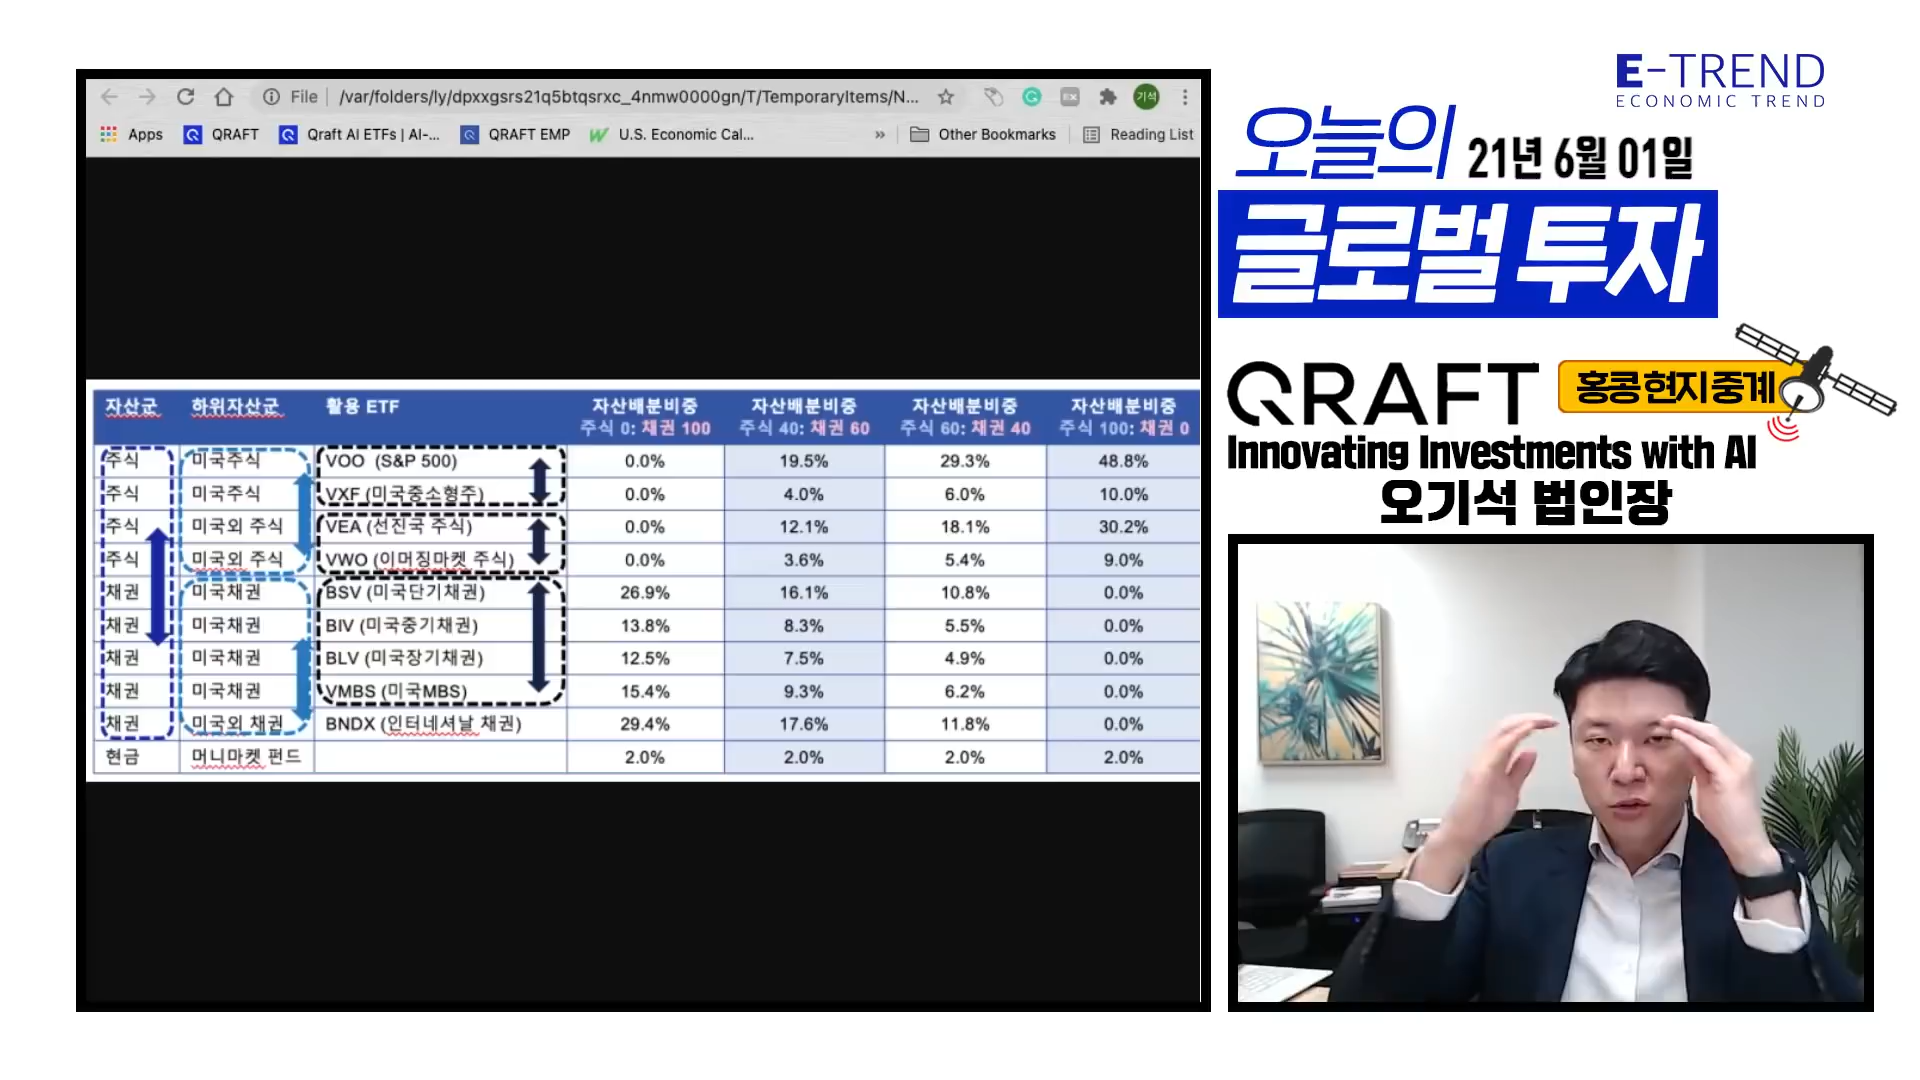 File | /var/folders/ly/dpxxgsrs21q5btqsrxc_4nmw0000gn/T/TemporaryItems/N... 기석
Apps QRAFT Qraft AI ETFs | AI-... QRAFT EMP U.S. Economic Cal... » Other Bookmarks Reading List
자산군 하위자산군 활용 ETF 자산배분비중 자산배분비중 자산배분비중 자산배분비중
주식 0: 채권 100 주식 40: 채권 60 주식 60: 채권 40 주식 100: 채권 0
주식 미국주식 VOO (S&P 500) 0.0% 19.5% 29.3% 48.8%
주식 미국주식 VXF (미국중소형주) 0.0% 4.0% 6.0% 10.0%
주식 미국외 주식 VEA (선진국 주식) 0.0% 12.1% 18.1% 30.2%
주식 미국외 주식 VWO (이머징마켓 주식) 0.0% 3.6% 5.4% 9.0%
채권 미국채권 BSV (미국단기채권) 26.9% 16.1% 10.8% 0.0%
채권 미국채권 BIV (미국중기채권) 13.8% 8.3% 5.5% 0.0%
채권 미국채권 BLV (미국장기채권) 12.5% 7.5% 4.9% 0.0%
채권 미국채권 VMBS (미국MBS) 15.4% 9.3% 6.2% 0.0%
채권 미국외 채권 BNDX (인터네셔날 채권) 29.4% 17.6% 11.8% 0.0%
현금 머니마켓 펀드 2.0% 2.0% 2.0% 2.0%
E-TREND
ECONOMIC TREND
오늘의 21년 6월 01일
글로벌 투자
QRAFT 홍콩 현지 중계
Innovating Investments with AI
오기석 법인장